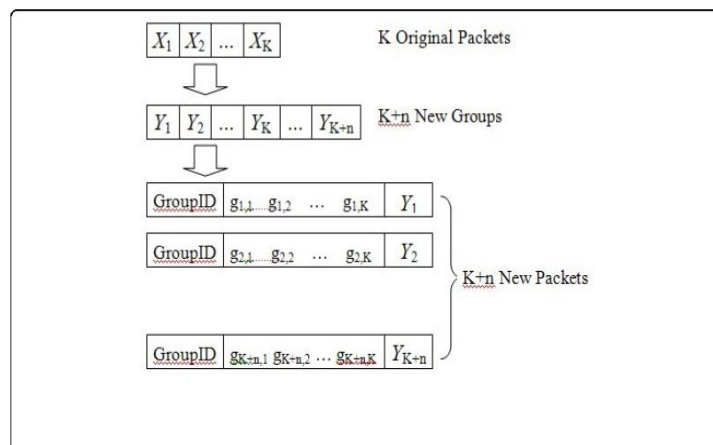 X1 X2 ... XK K Original Packets
Y1 Y2 ... YK ... YK+n K+n New Groups
GroupID g1,1......g1,2 ... g1,K Y1
GroupID g2,1......g2,2 ... g2,K Y2
K+n New Packets
GroupID gK+n,1 gK+n,2 ... gK+n,K YK+n